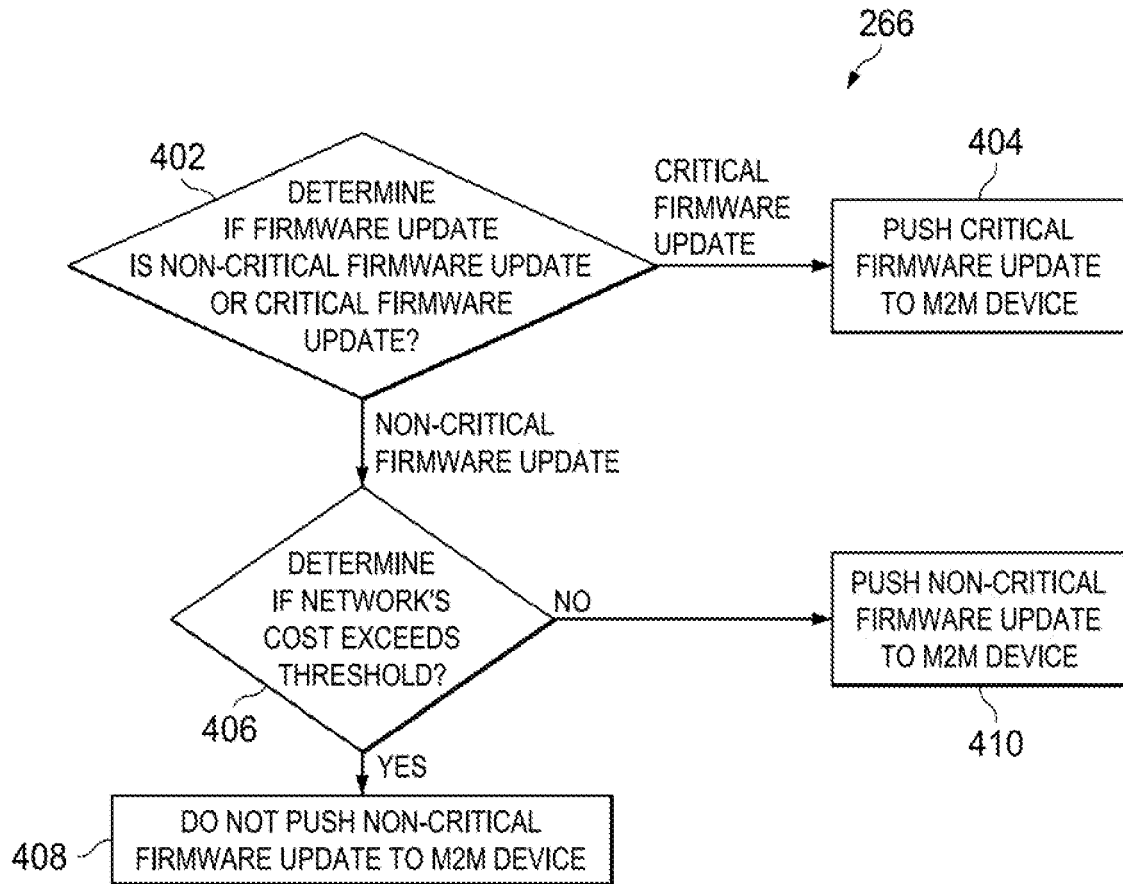 266
402
DETERMINE
IF FIRMWARE UPDATE
IS NON-CRITICAL FIRMWARE UPDATE
OR CRITICAL FIRMWARE
UPDATE?
CRITICAL
FIRMWARE
UPDATE
404
PUSH CRITICAL
FIRMWARE UPDATE
TO M2M DEVICE
NON-CRITICAL
FIRMWARE UPDATE
DETERMINE
IF NETWORK'S
COST EXCEEDS
THRESHOLD?
406
NO
PUSH NON-CRITICAL
FIRMWARE UPDATE
TO M2M DEVICE
410
YES
408
DO NOT PUSH NON-CRITICAL
FIRMWARE UPDATE TO M2M DEVICE